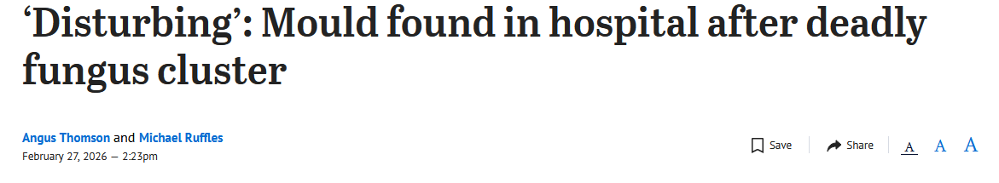 ‘Disturbing’: Mould found in hospital after deadly
fungus cluster
Angus Thomson and Michael Ruffles
February 27, 2026 — 2:23pm
Save
Share
A
A
A